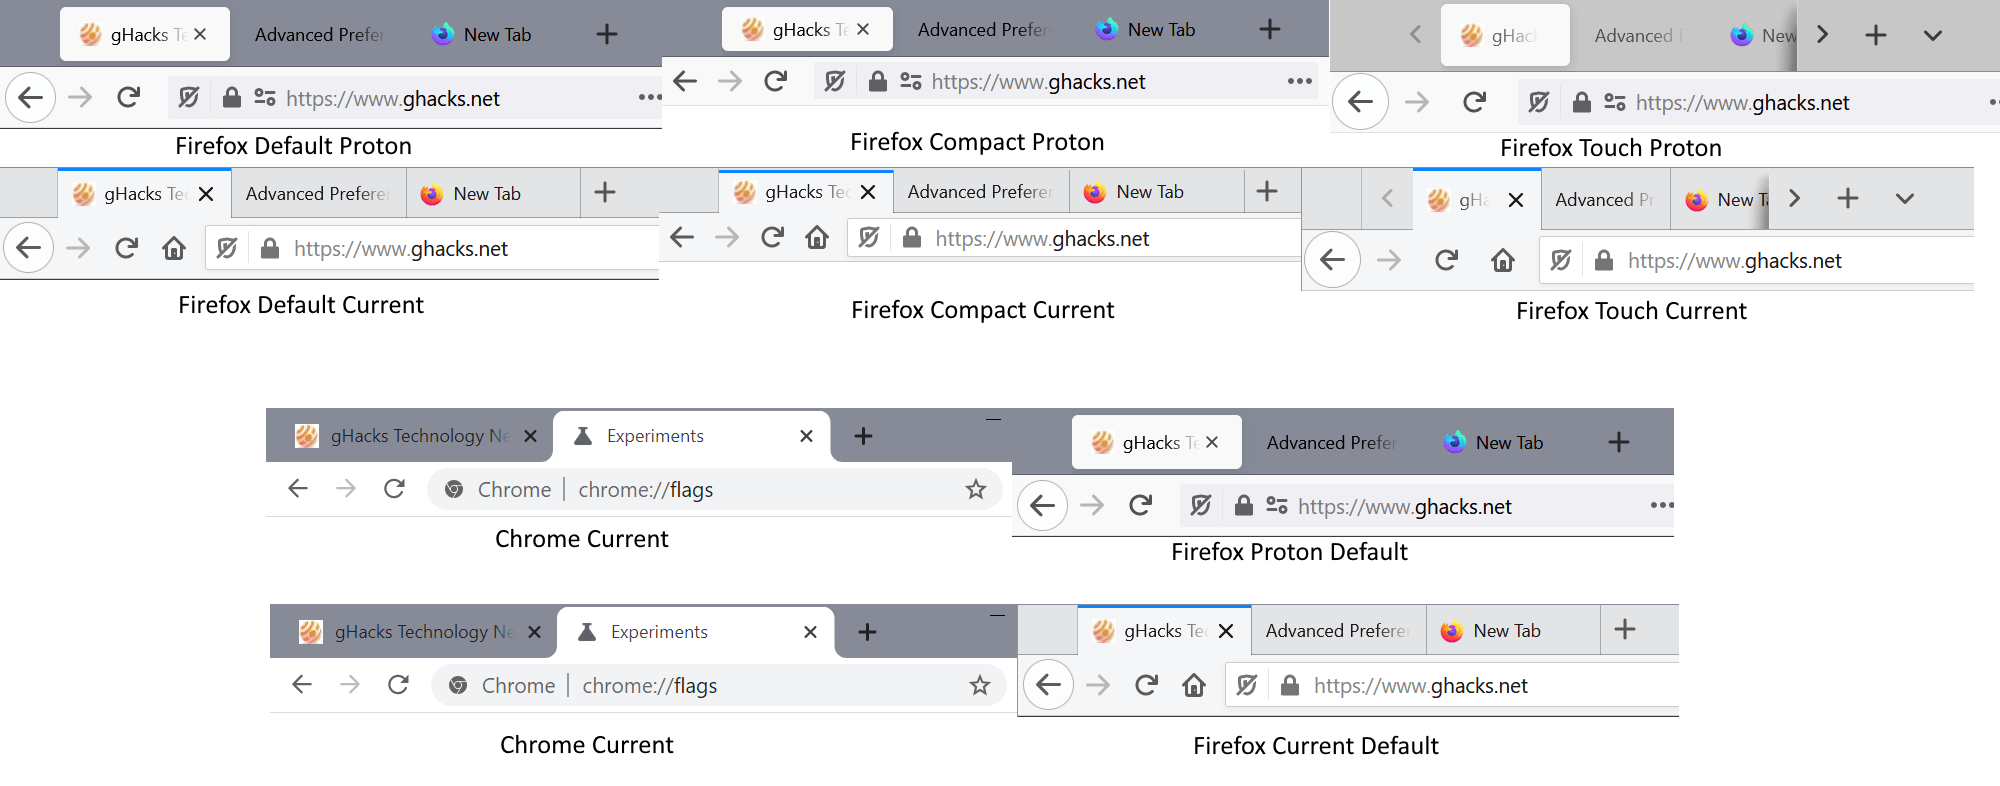 gHacks Te Advanced Prefer New Tab
https://www.ghacks.net
Firefox Default Proton
gHacks Te Advanced Prefer New Tab
https://www.ghacks.net
Firefox Compact Proton
gHac Advanced P New
https://www.ghacks.net
Firefox Touch Proton
gHacks Tec Advanced Preferen New Tab
https://www.ghacks.net
Firefox Default Current
gHacks Tec Advanced Preferen New Tab
https://www.ghacks.net
Firefox Compact Current
gHa Advanced Pr New Ta
https://www.ghacks.net
Firefox Touch Current
gHacks Technology Ne Experiments
Chrome | chrome://flags
Chrome Current
gHacks Te Advanced Prefer New Tab
https://www.ghacks.net
Firefox Proton Default
gHacks Technology Ne Experiments
Chrome | chrome://flags
Chrome Current
gHacks Tec Advanced Preferen New Tab
https://www.ghacks.net
Firefox Current Default